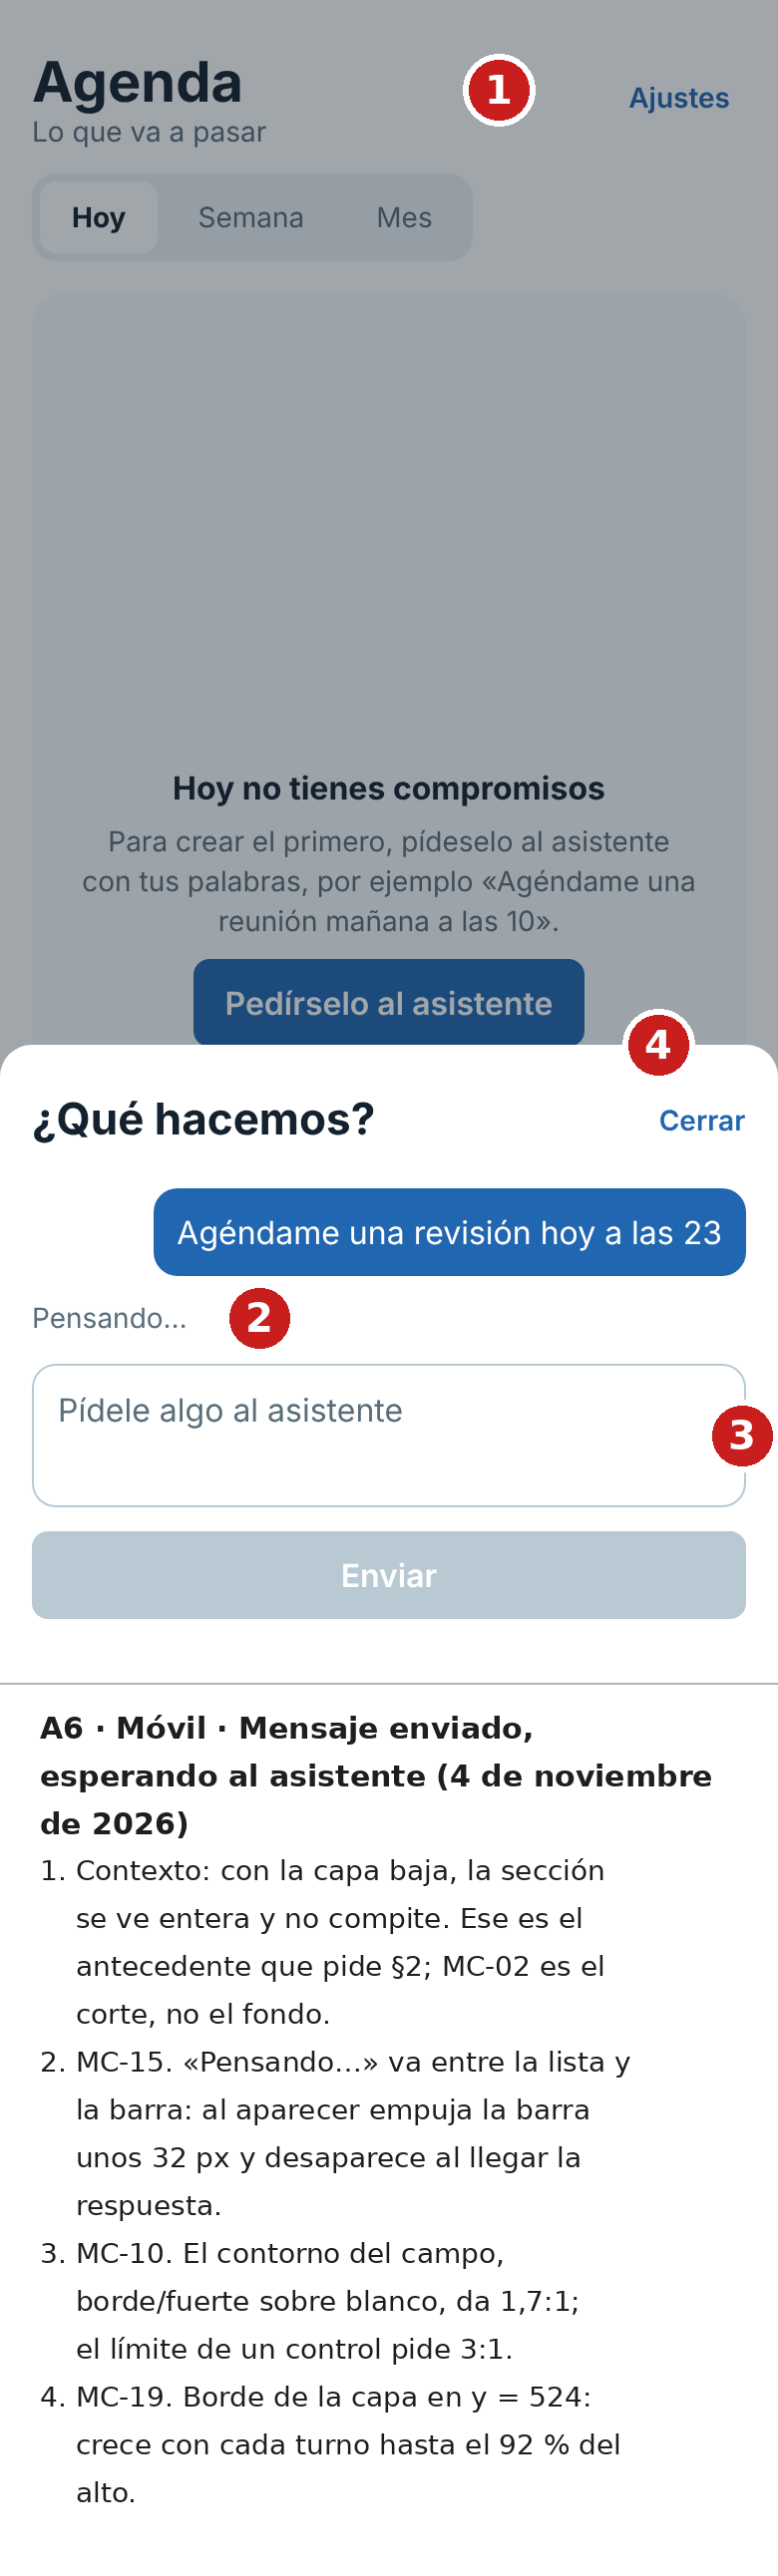 Agenda
1
Ajustes
Lo que va a pasar
Hoy
Semana
Mes
Hoy no tienes compromisos
Para crear el primero, pídeselo al asistente
con tus palabras, por ejemplo «Agéndame una
reunión mañana a las 10».
Pedírselo al asistente
4
¿Qué hacemos?
Cerrar
Agéndame una revisión hoy a las 23
Pensando...
2
Pídele algo al asistente
3
Enviar
A6 · Móvil · Mensaje enviado,
esperando al asistente (4 de noviembre
de 2026)
1. Contexto: con la capa baja, la sección
se ve entera y no compite. Ese es el
antecedente que pide §2; MC-02 es el
corte, no el fondo.
2. MC-15. «Pensando…» va entre la lista y
la barra: al aparecer empuja la barra
unos 32 px y desaparece al llegar la
respuesta.
3. MC-10. El contorno del campo,
borde/fuerte sobre blanco, da 1,7:1;
el límite de un control pide 3:1.
4. MC-19. Borde de la capa en y = 524:
crece con cada turno hasta el 92 % del
alto.